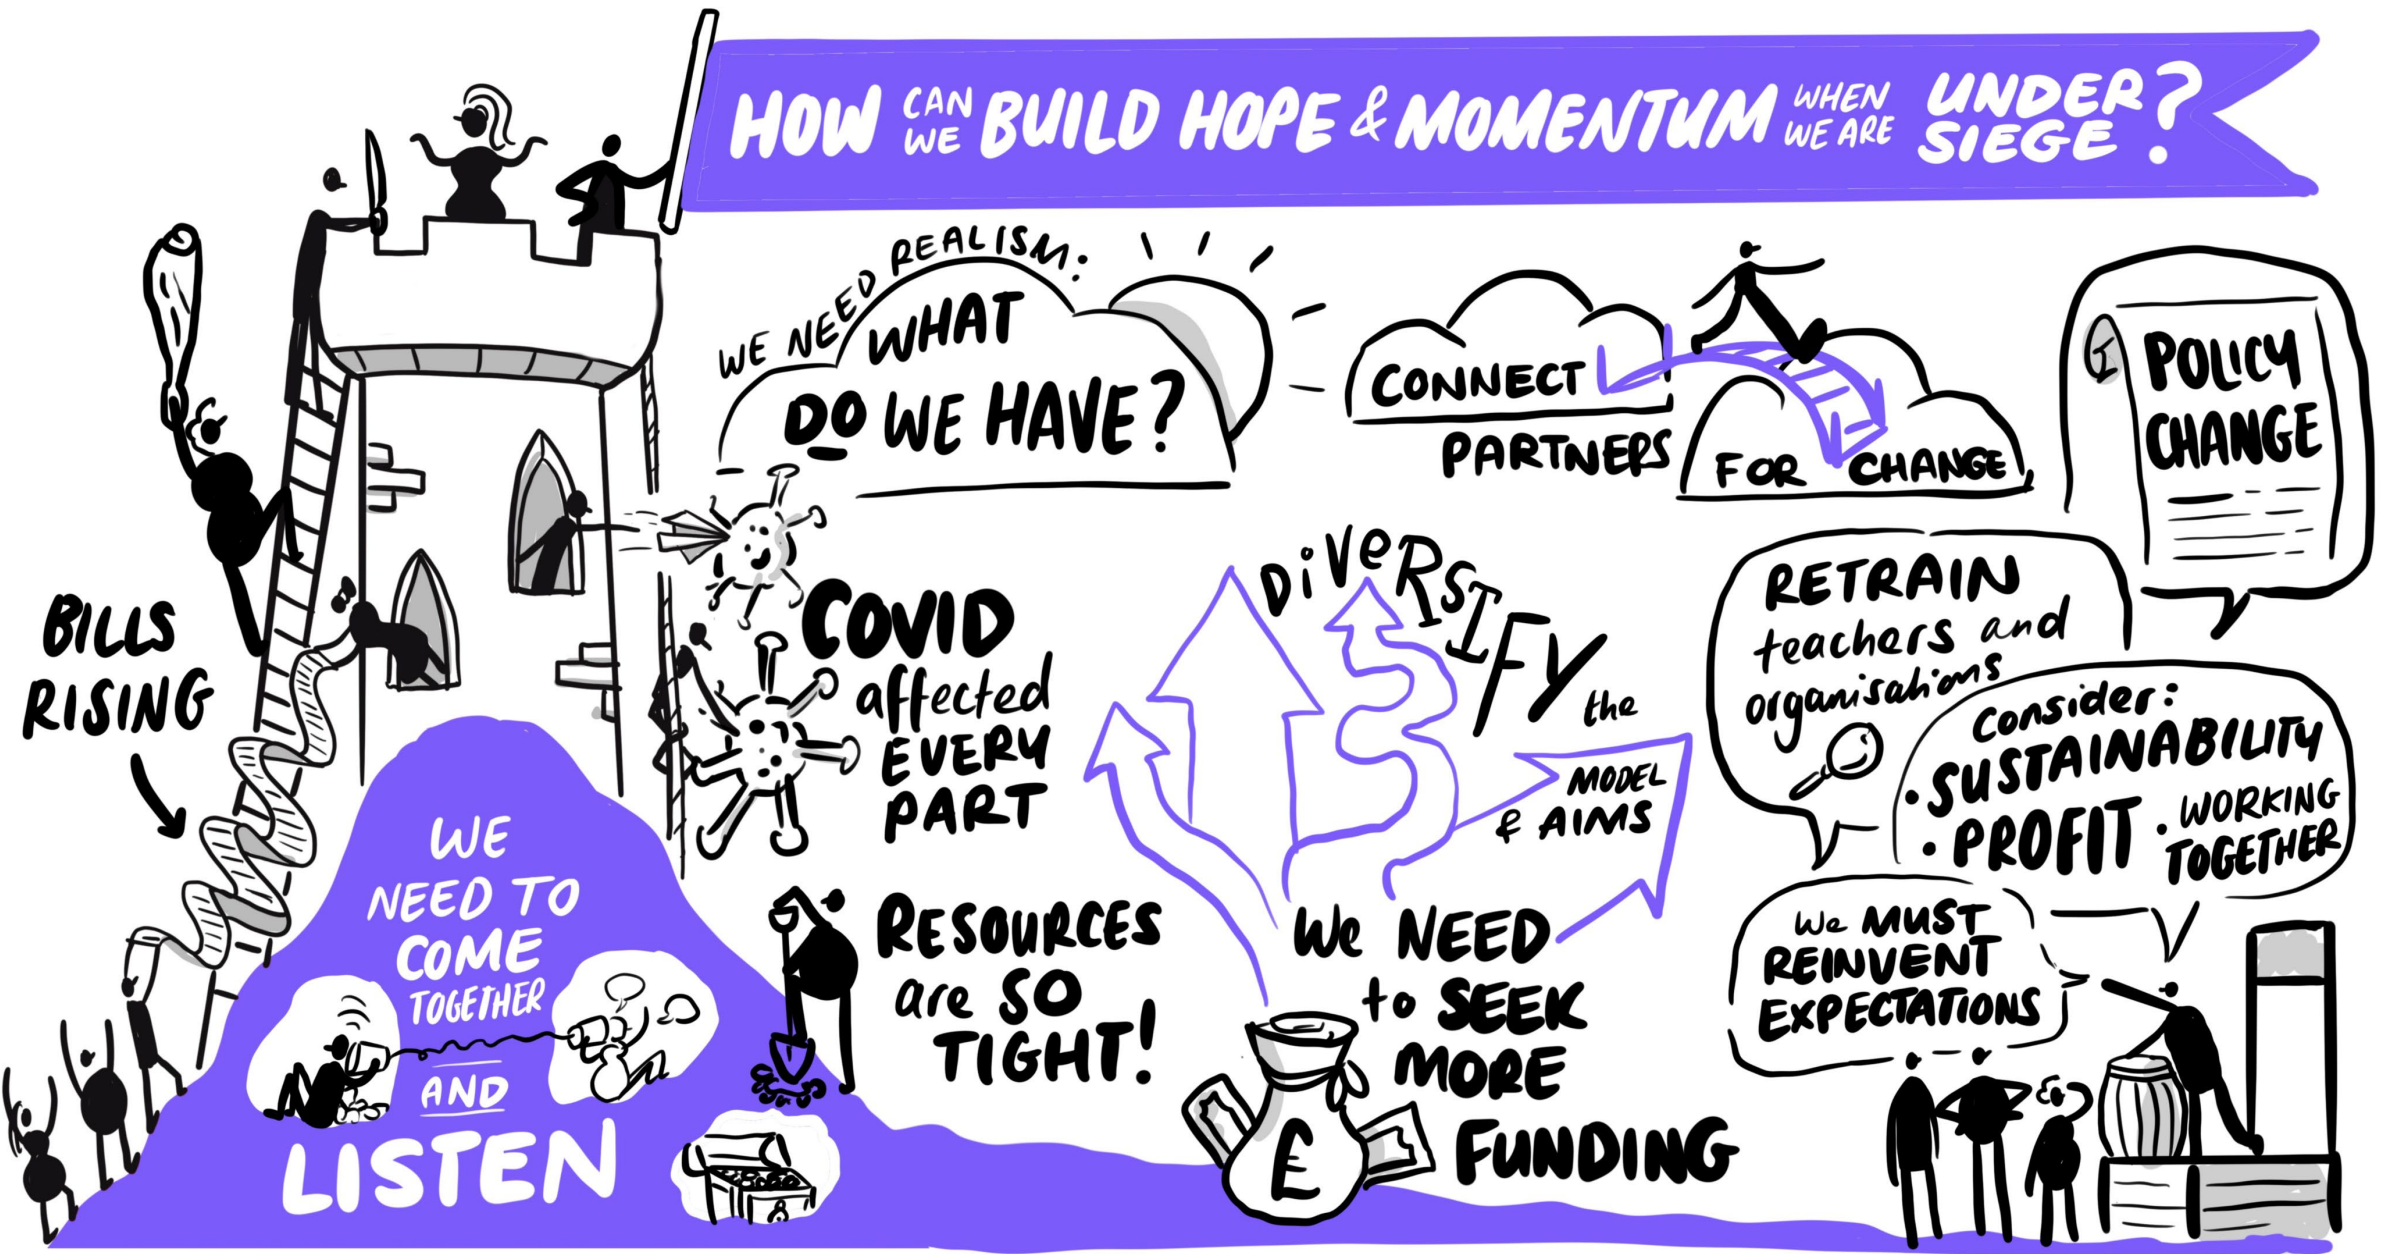 HOW CAN WE BUILD HOPE & MOMENTUM WHEN WE ARE UNDER SIEGE?
WE NEED REALISM:
WHAT
DO WE HAVE?
CONNECT
PARTNERS
FOR CHANGE
POLICY
CHANGE
BILLS
RISING
COVID
affected
EVERY
PART
DiVeRSIFY
the
MODEL
& AIMS
RETRAIN
teachers and
organisations
Consider:
• SUSTAINABILITY
• PROFIT
• WORKING
TOGETHER
We MUST
REINVENT
EXPECTATIONS
WE
NEED TO
COME
TOGETHER
AND
LISTEN
RESOURCES
are SO
TIGHT!
We NEED
to SEEK
MORE
FUNDING
£